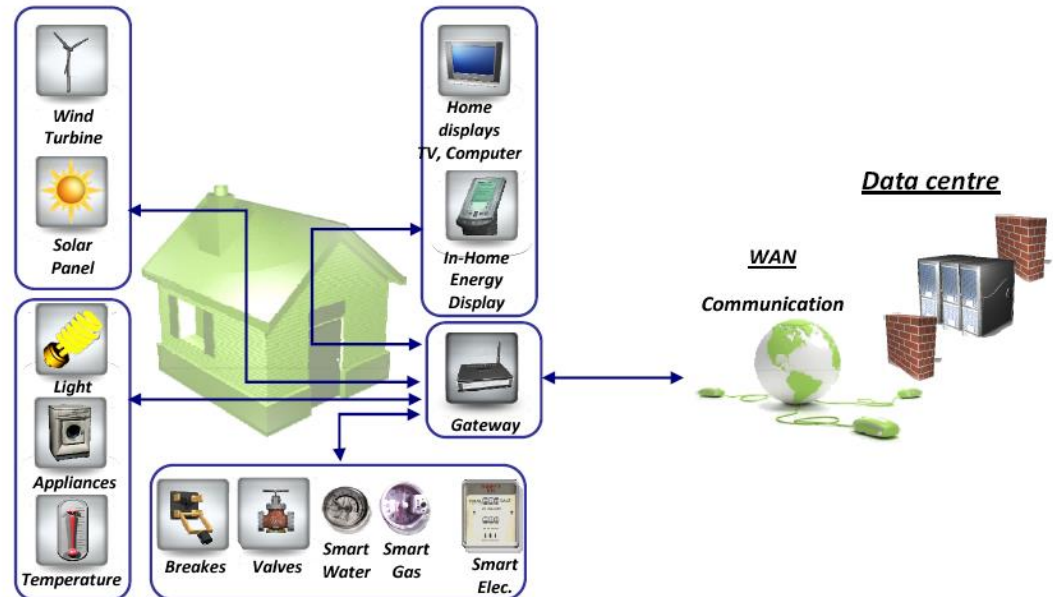 Wind
Turbine
Solar
Panel
Home
displays
TV, Computer
In-Home
Energy
Display
Data centre
WAN
Communication
Light
Appliances
Temperature
Gateway
Breakes
Valves
Smart
Water
Smart
Gas
Smart
Elec.